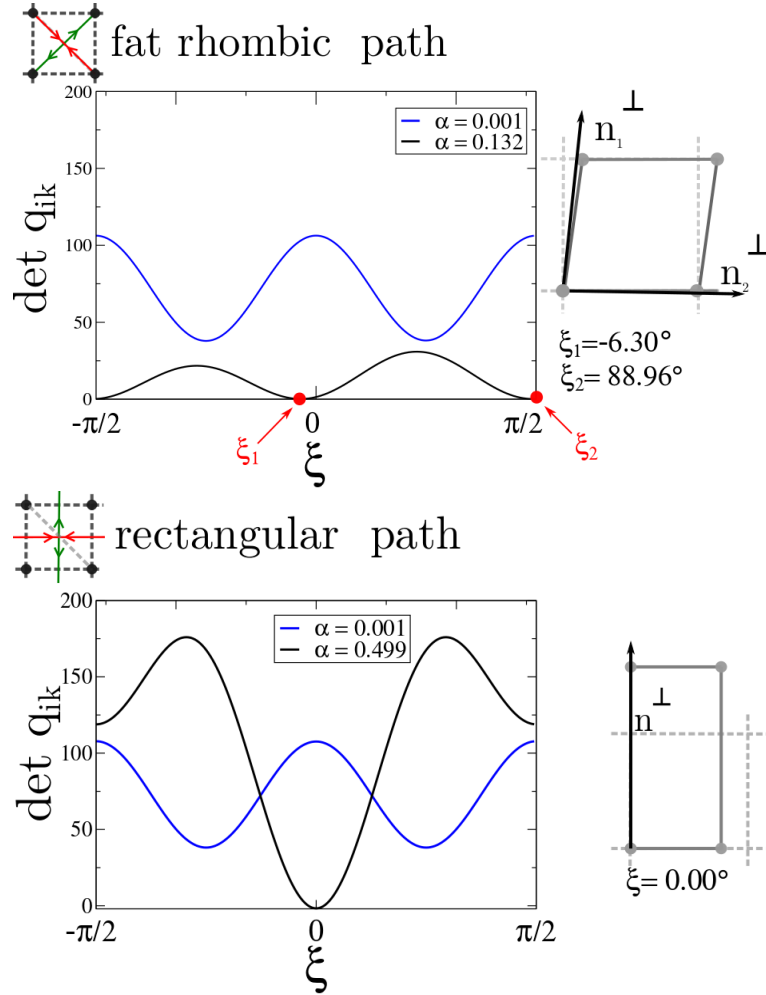 fat rhombic path
200
α = 0.001
α = 0.132
150
100
50
0
det q_ik
-π/2
0
π/2
ξ
ξ₁
ξ₂
n₁⊥
n₂⊥
ξ₁=-6.30°
ξ₂= 88.96°
rectangular path
200
α = 0.001
α = 0.499
150
100
50
0
det q_ik
-π/2
0
π/2
ξ
n⊥
ξ= 0.00°